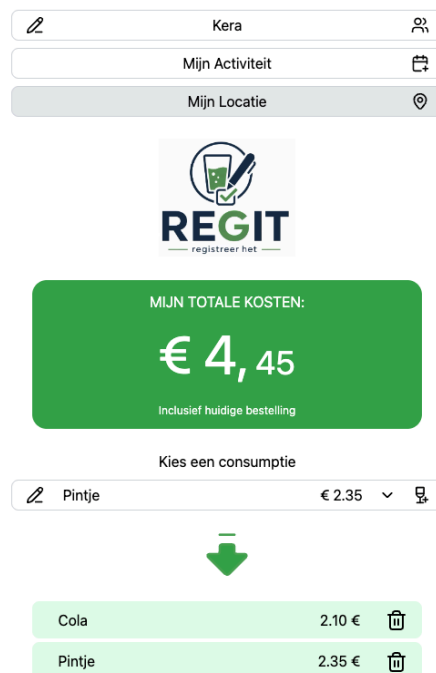 Kera
Mijn Activiteit
Mijn Locatie
REGIT
registreer het
MIJN TOTALE KOSTEN:
€ 4, 45
Inclusief huidige bestelling
Kies een consumptie
Pintje € 2.35
Cola 2.10 €
Pintje 2.35 €